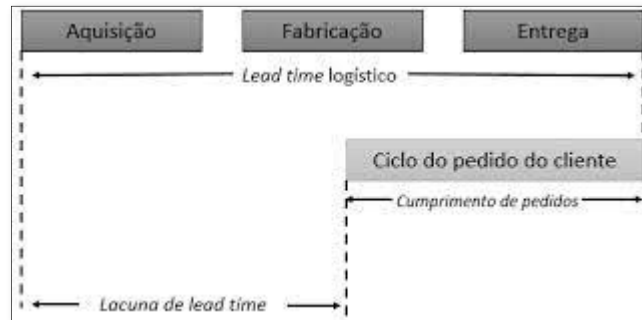 Aquisição
Fabricação
Entrega
Lead time logístico
Ciclo do pedido do cliente
Cumprimento de pedidos
Lacuna de lead time